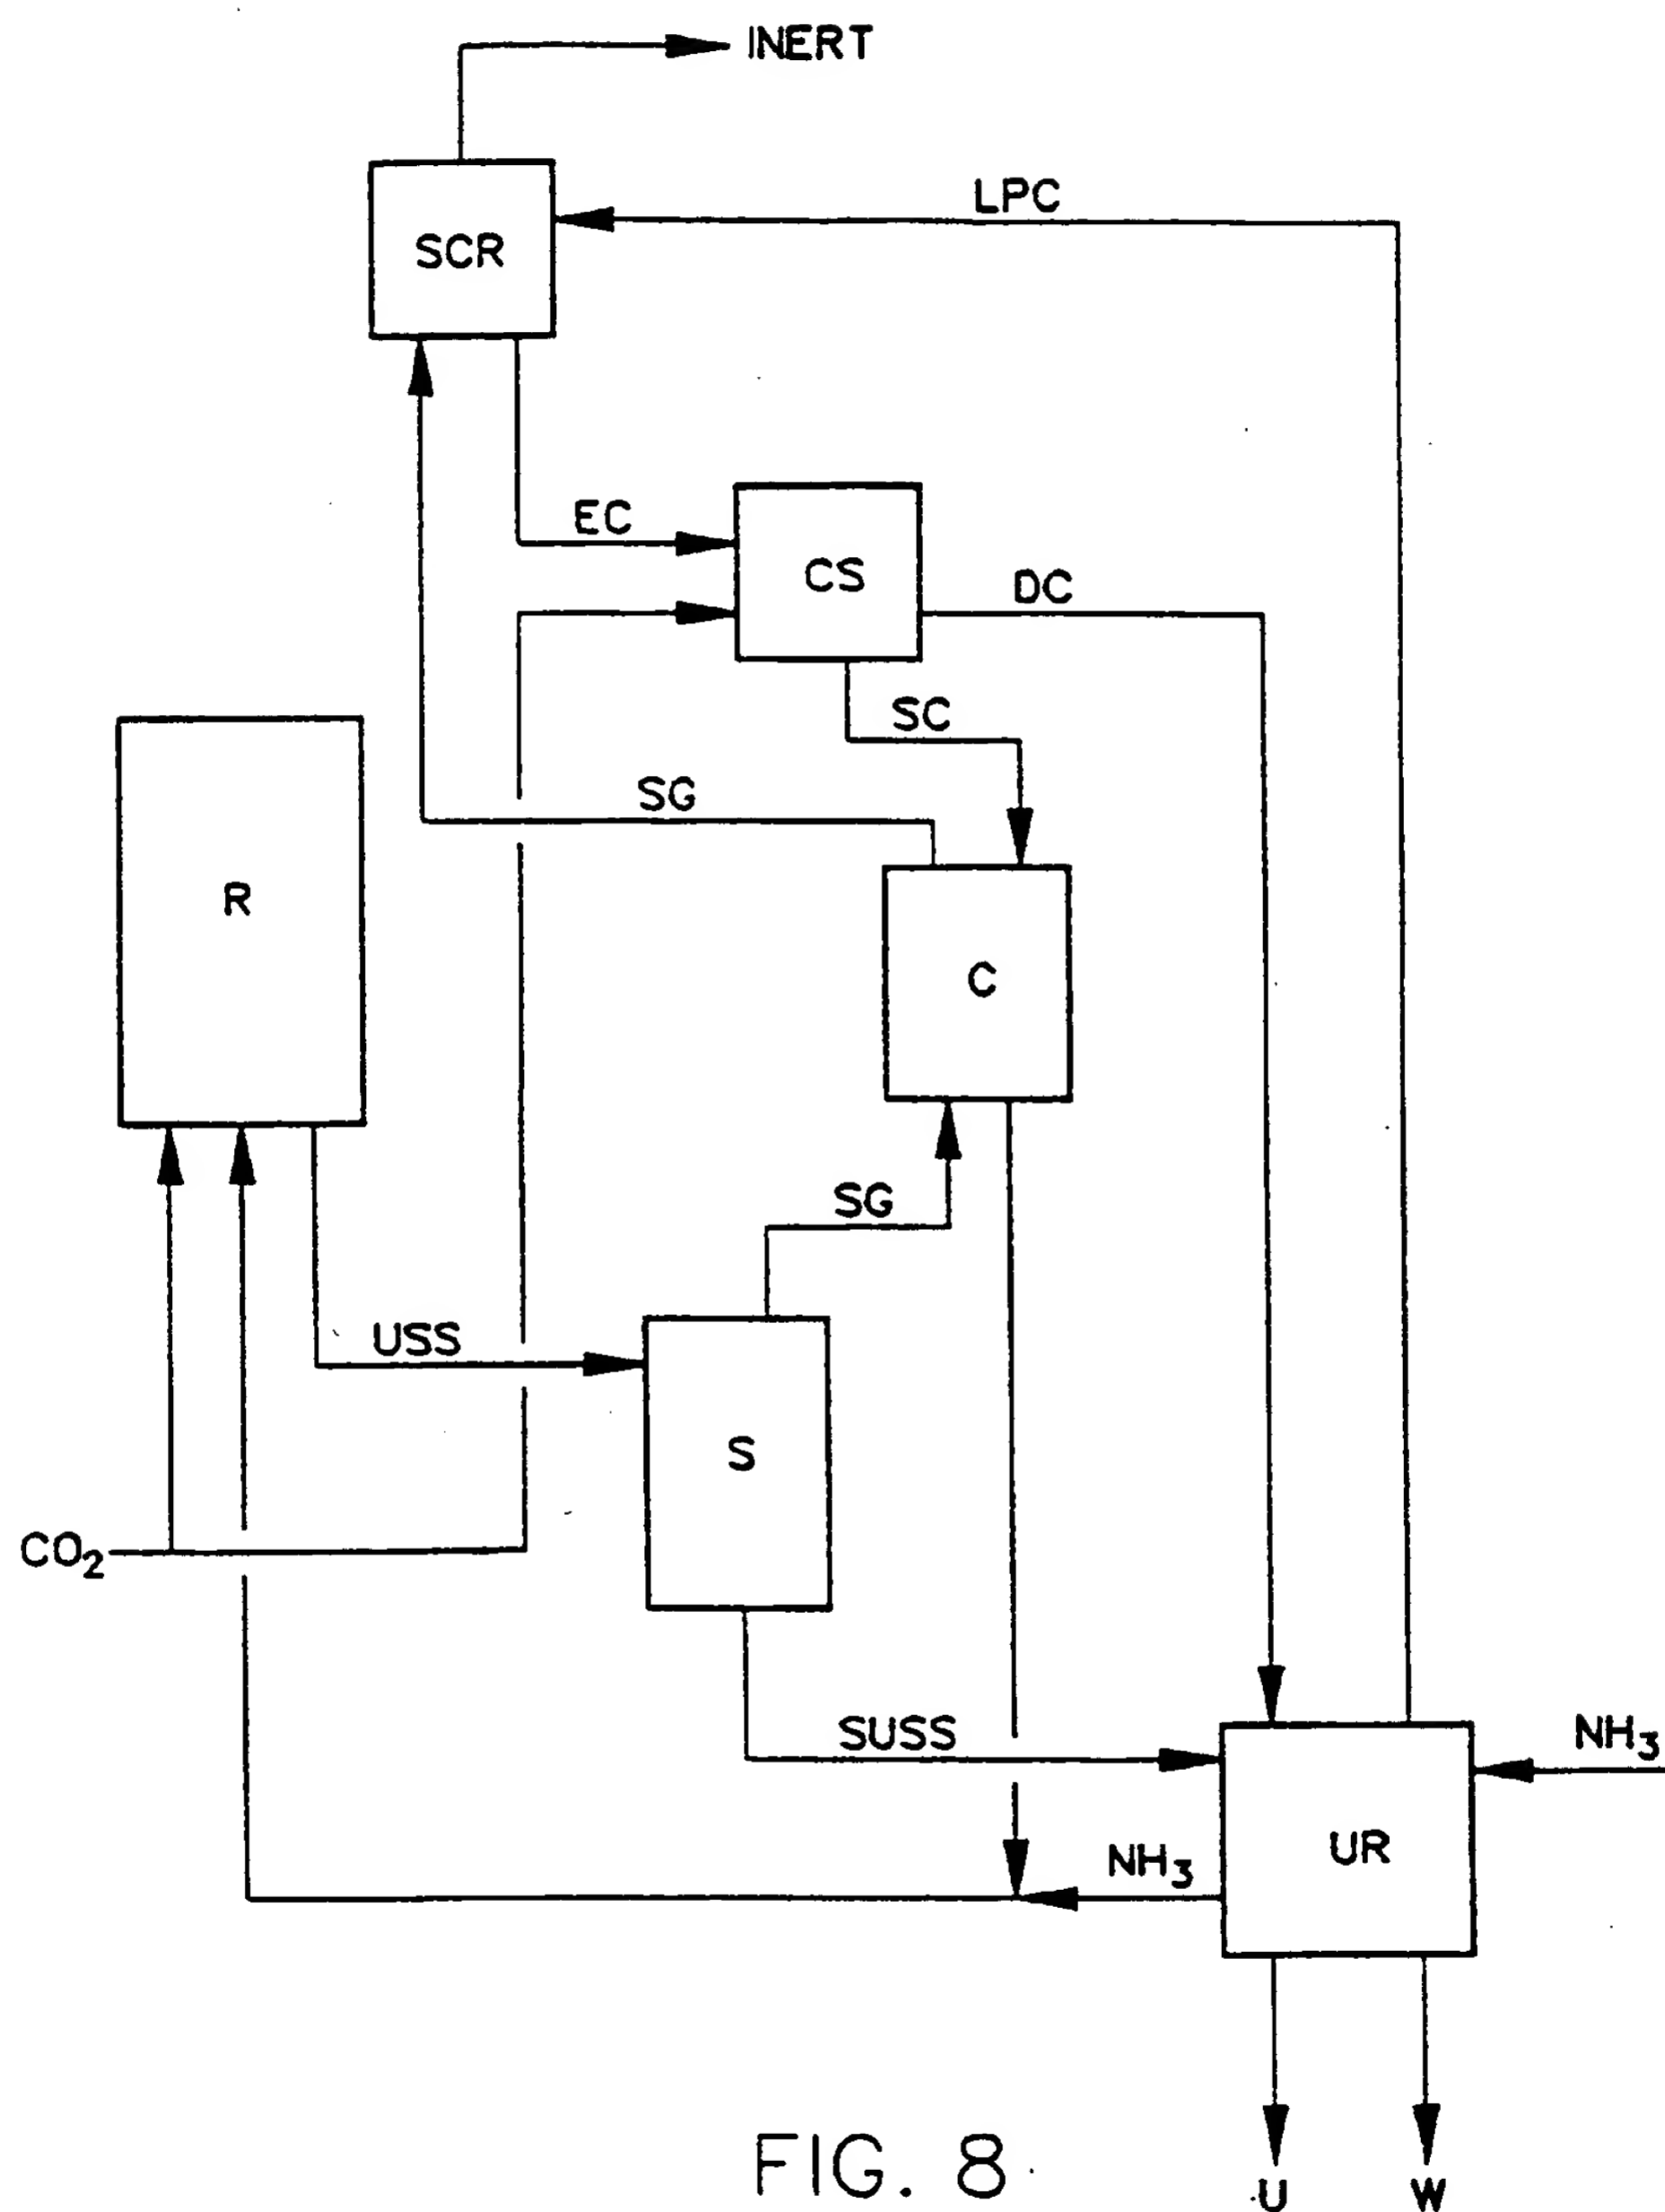 INERT
LPC
SCR
EC
CS
DC
SC
SG
R
C
SG
USS
S
CO₂
SUSS
NH₃
NH₃
UR
FIG. 8
U
W